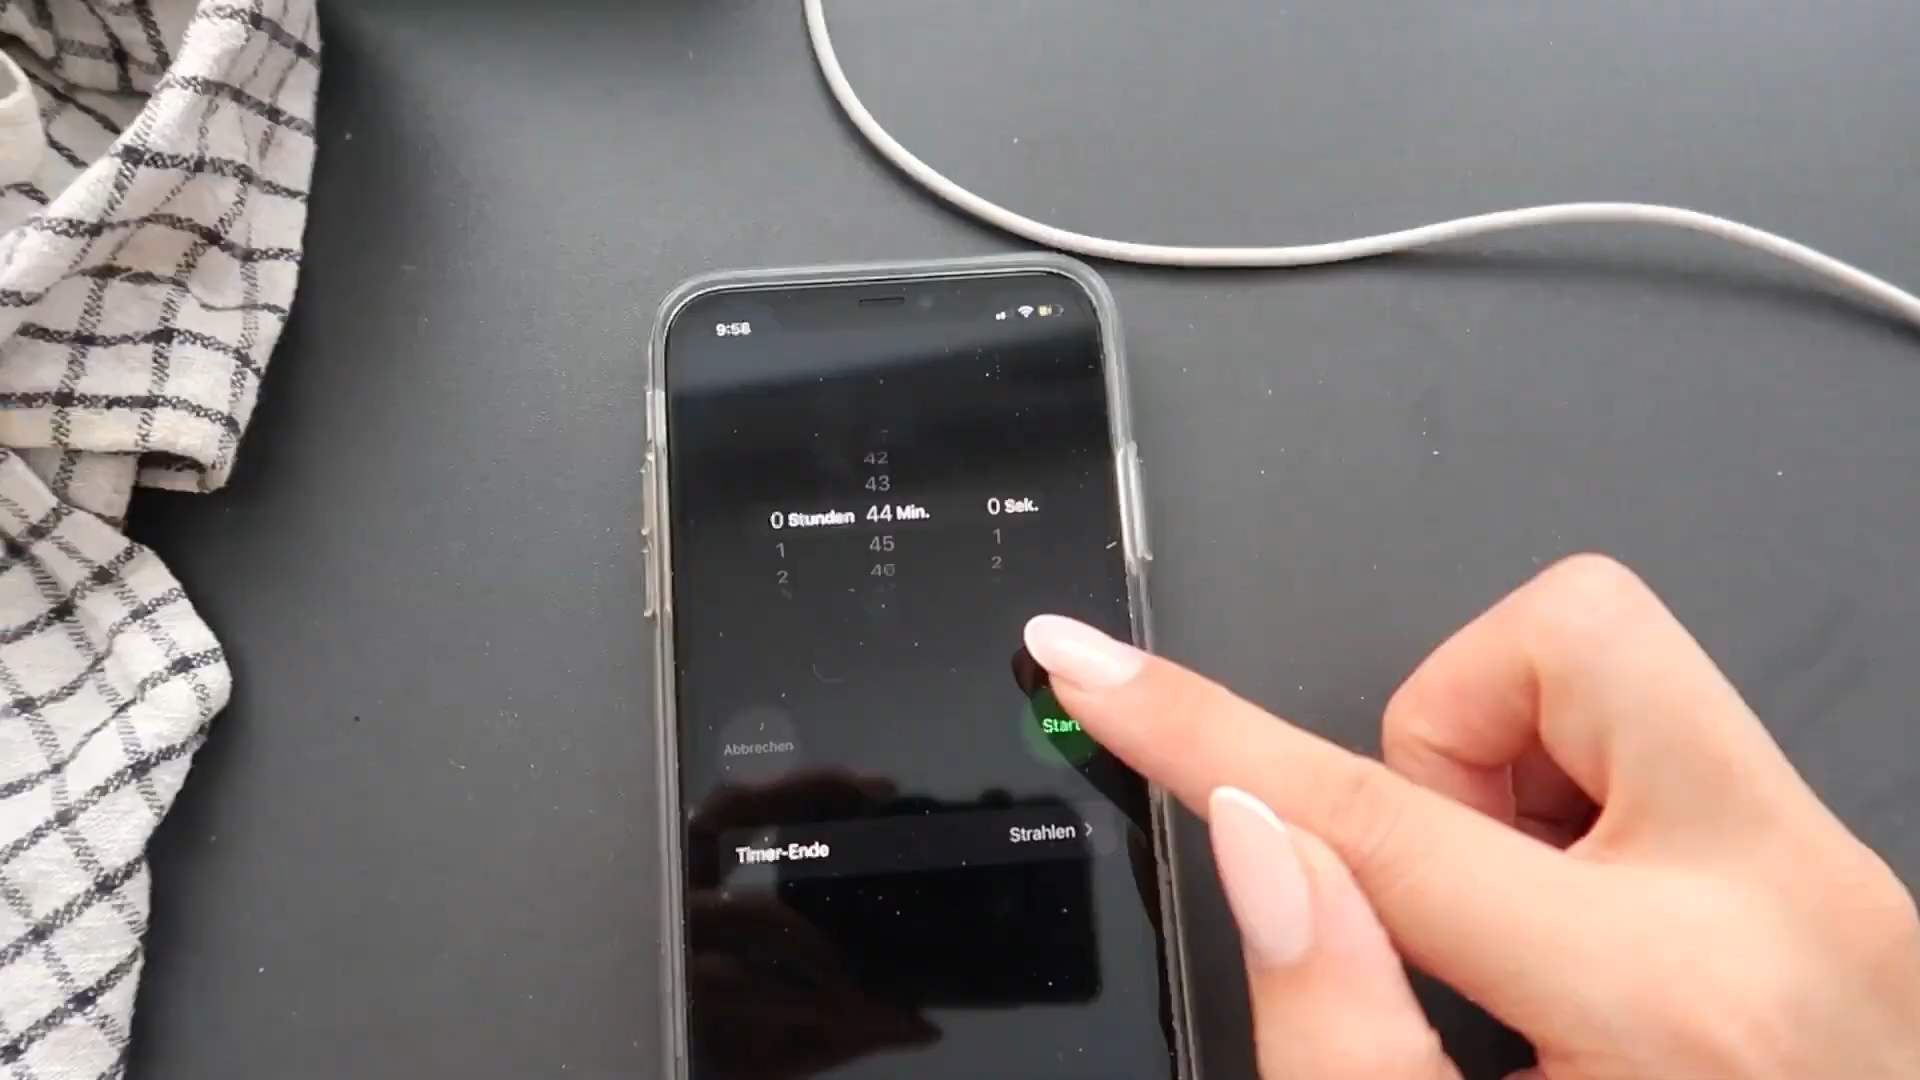 9:58
42
43
0 Stunden 44 Min. 0 Sek.
1 45 1
2 46 2
Abbrechen
Start
Timer-Ende Strahlen >